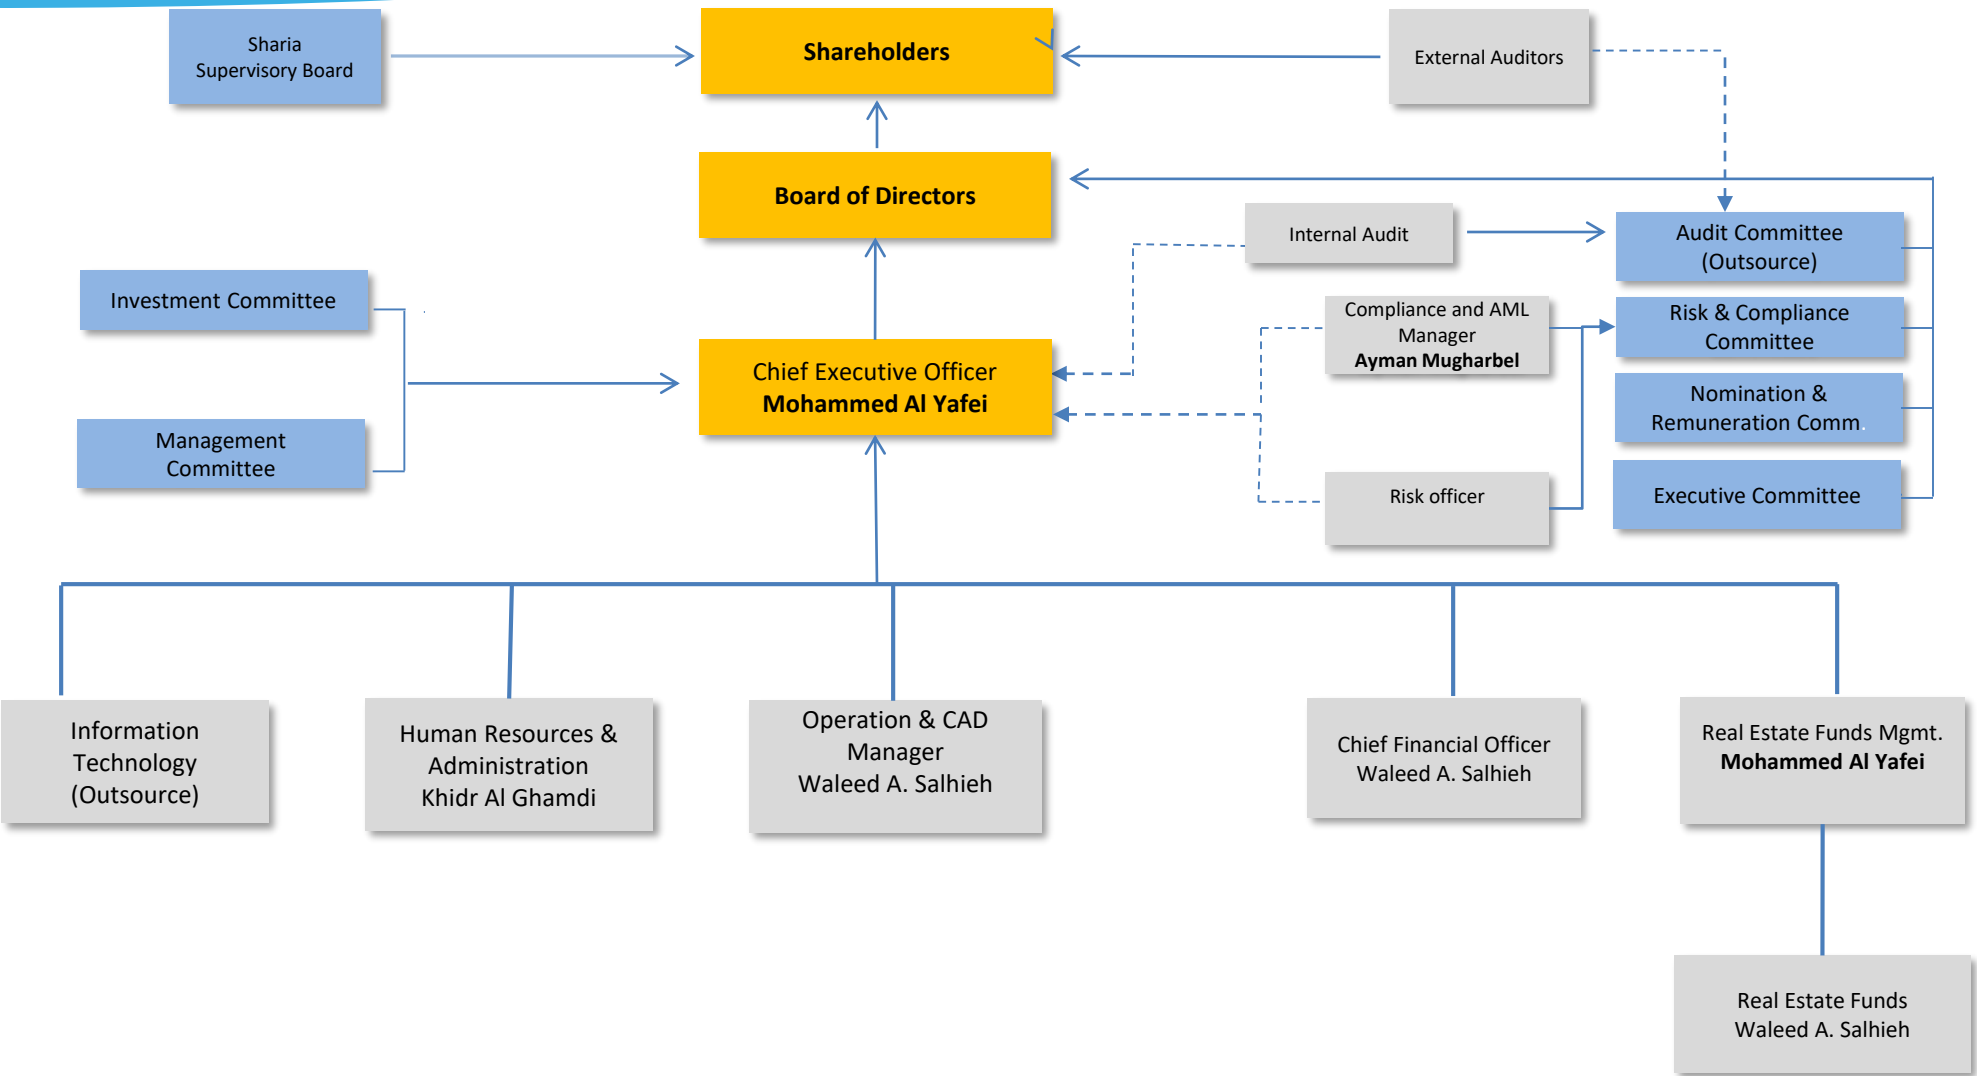 Sharia
Supervisory Board
Shareholders
External Auditors
Board of Directors
Internal Audit
Audit Committee
(Outsource)
Investment Committee
Compliance and AML
Manager
Ayman Mugharbel
Risk & Compliance
Committee
Chief Executive Officer
Mohammed Al Yafei
Nomination &
Remuneration Comm.
Management
Committee
Risk officer
Executive Committee
Information
Technology
(Outsource)
Human Resources &
Administration
Khidr Al Ghamdi
Operation & CAD
Manager
Waleed A. Salhieh
Chief Financial Officer
Waleed A. Salhieh
Real Estate Funds Mgmt.
Mohammed Al Yafei
Real Estate Funds
Waleed A. Salhieh